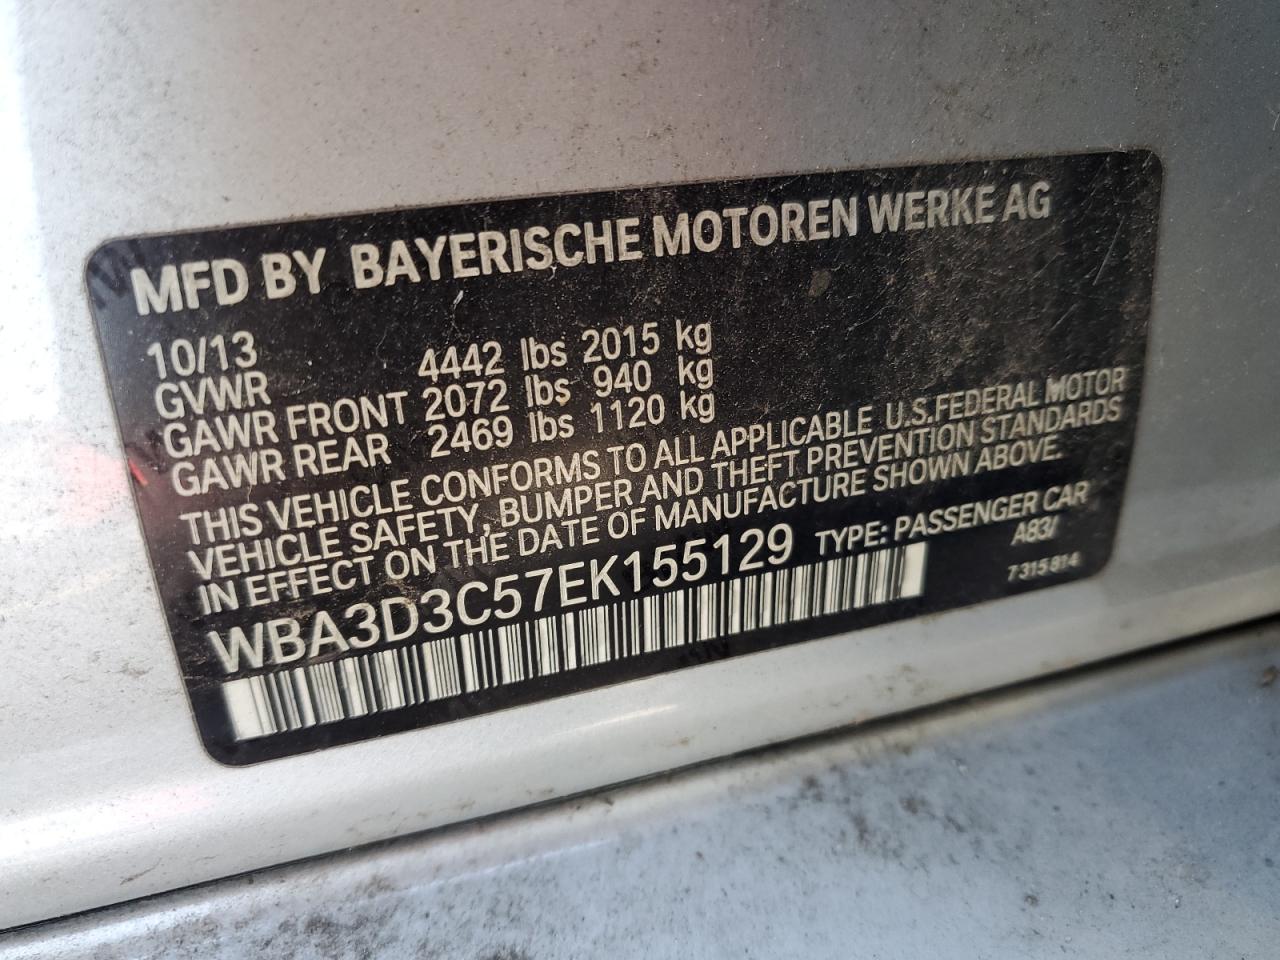 MFD BY BAYERISCHE MOTOREN WERKE AG
10/13
GVWR 4442 lbs 2015 kg
GAWR FRONT 2072 lbs 940 kg
GAWR REAR 2469 lbs 1120 kg
THIS VEHICLE CONFORMS TO ALL APPLICABLE U.S.FEDERAL MOTOR
VEHICLE SAFETY, BUMPER AND THEFT PREVENTION STANDARDS
IN EFFECT ON THE DATE OF MANUFACTURE SHOWN ABOVE.
WBA3D3C57EK155129 TYPE: PASSENGER CAR
A83/
7 315 814